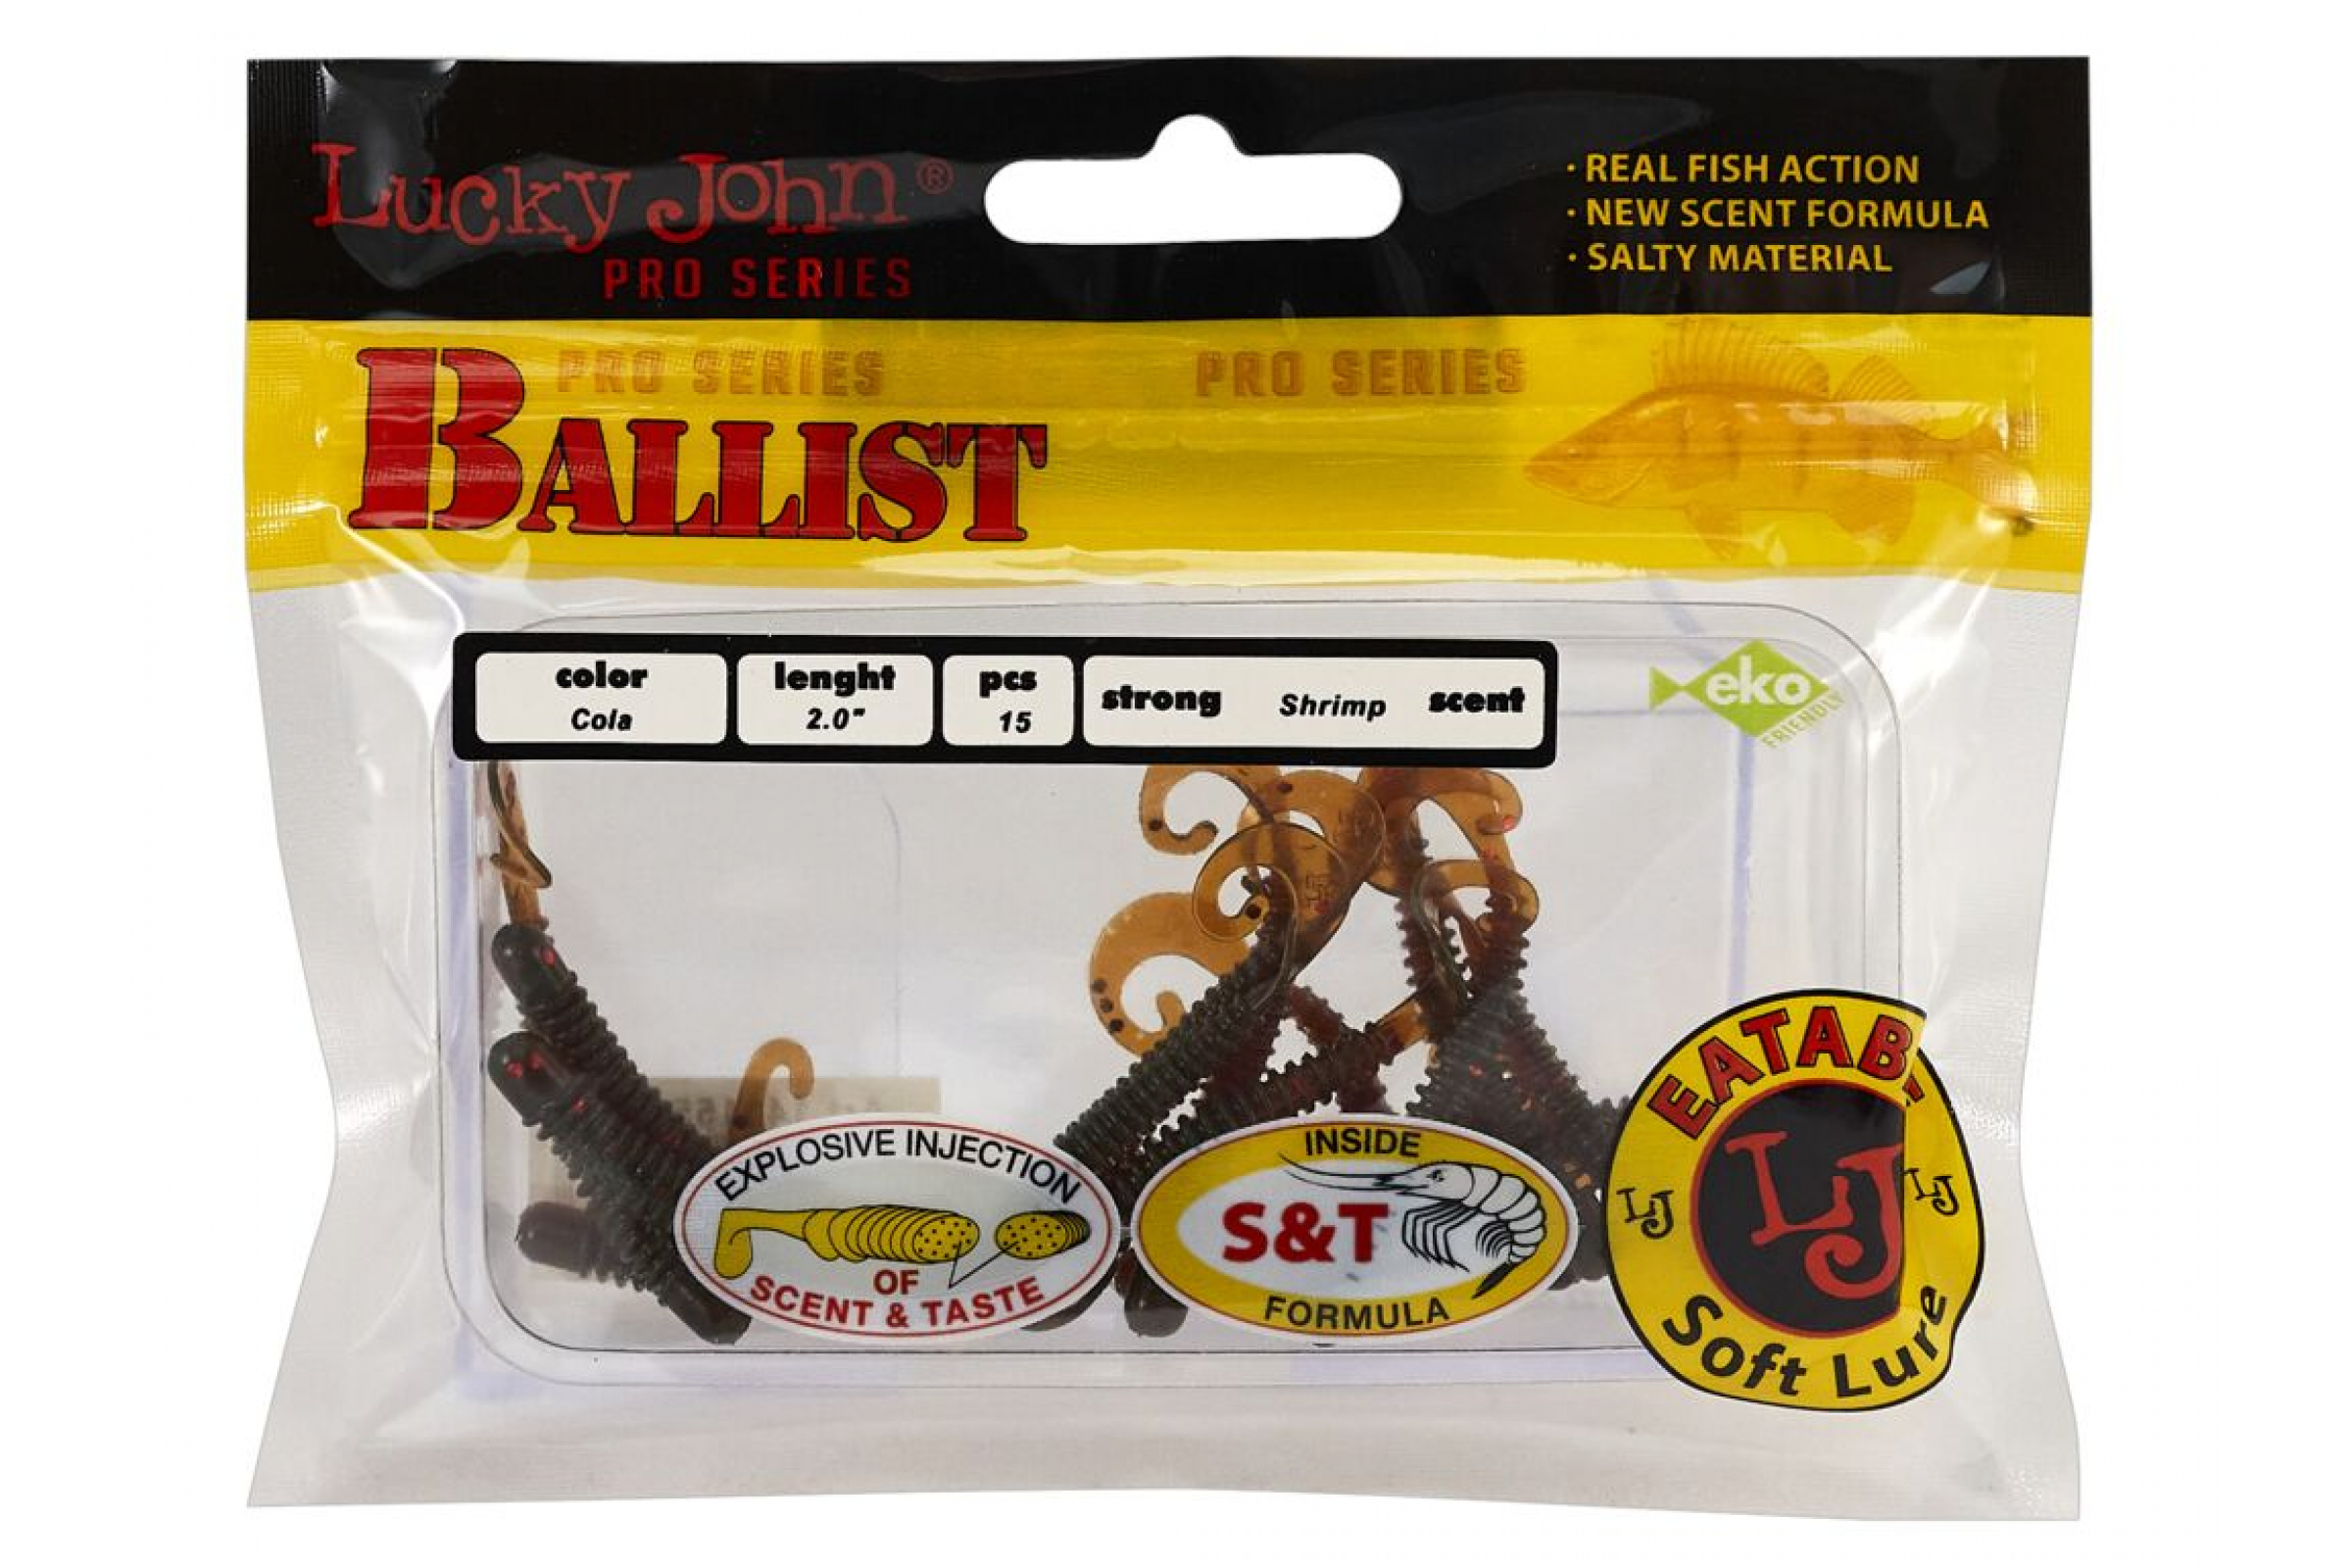 Lucky John®
PRO SERIES
· REAL FISH ACTION
· NEW SCENT FORMULA
· SALTY MATERIAL
PRO SERIES
PRO SERIES
BALLIST
color
Cola
lenght
2.0"
pcs
15
strong Shrimp scent
eko
FRIENDLY
EXPLOSIVE INJECTION
OF
SCENT & TASTE
INSIDE
S&T
FORMULA
EATAB
LJ
LJ
LJ
Soft Lure